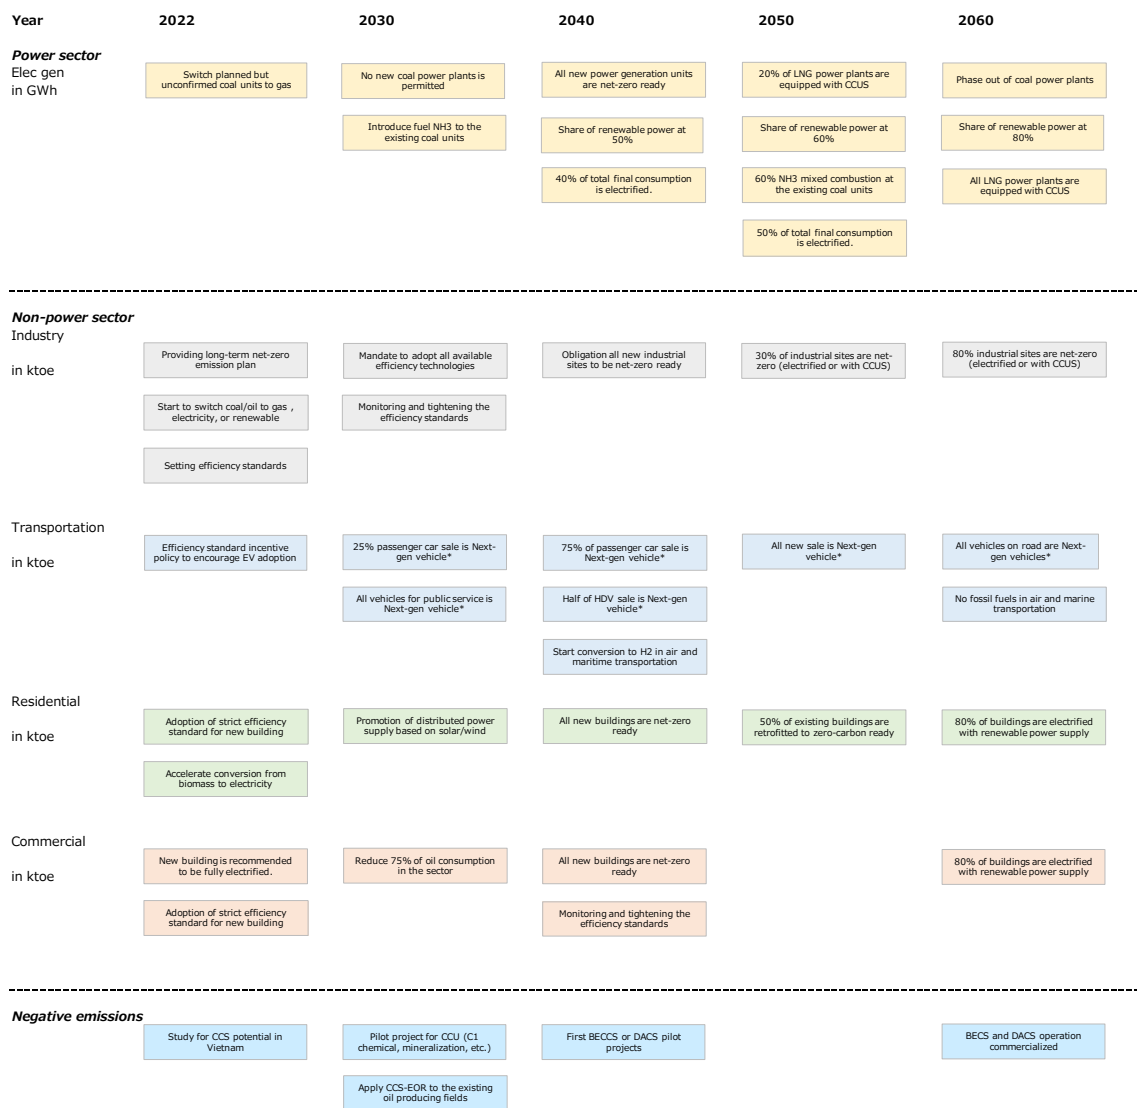 Year 2022 2030 2040 2050 2060
Power sector
Elec gen
in GWh
Switch planned but
unconfirmed coal units to gas
No new coal power plants is
permitted
All new power generation units
are net-zero ready
20% of LNG power plants are
equipped with CCUS
Phase out of coal power plants
Introduce fuel NH3 to the
existing coal units
Share of renewable power at
50%
Share of renewable power at
60%
Share of renewable power at
80%
40% of total final consumption
is electrified.
60% NH3 mixed combustion at
the existing coal units
All LNG power plants are
equipped with CCUS
50% of total final consumption
is electrified.
Non-power sector
Industry
in ktoe
Providing long-term net-zero
emission plan
Mandate to adopt all available
efficiency technologies
Obligation all new industrial
sites to be net-zero ready
30% of industrial sites are net-
zero (electrified or with CCUS)
80% industrial sites are net-zero
(electrified or with CCUS)
Start to switch coal/oil to gas ,
electricity, or renewable
Monitoring and tightening the
efficiency standards
Setting efficiency standards
Transportation
in ktoe
Efficiency standard incentive
policy to encourage EV adoption
25% passenger car sale is Next-
gen vehicle*
75% of passenger car sale is
Next-gen vehicle*
All new sale is Next-gen
vehicle*
All vehicles on road are Next-
gen vehicles*
All vehicles for public service is
Next-gen vehicle*
Half of HDV sale is Next-gen
vehicle*
No fossil fuels in air and marine
transportation
Start conversion to H2 in air and
maritime transportation
Residential
in ktoe
Adoption of strict efficiency
standard for new building
Promotion of distributed power
supply based on solar/wind
All new buildings are net-zero
ready
50% of existing buildings are
retrofitted to zero-carbon ready
80% of buildings are electrified
with renewable power supply
Accelerate conversion from
biomass to electricity
Commercial
in ktoe
New building is recommended
to be fully electrified.
Reduce 75% of oil consumption
in the sector
All new buildings are net-zero
ready
80% of buildings are electrified
with renewable power supply
Adoption of strict efficiency
standard for new building
Monitoring and tightening the
efficiency standards
Negative emissions
Study for CCS potential in
Vietnam
Pilot project for CCU (C1
chemical, mineralization, etc.)
First BECCS or DACS pilot
projects
BECS and DACS operation
commercialized
Apply CCS-EOR to the existing
oil producing fields